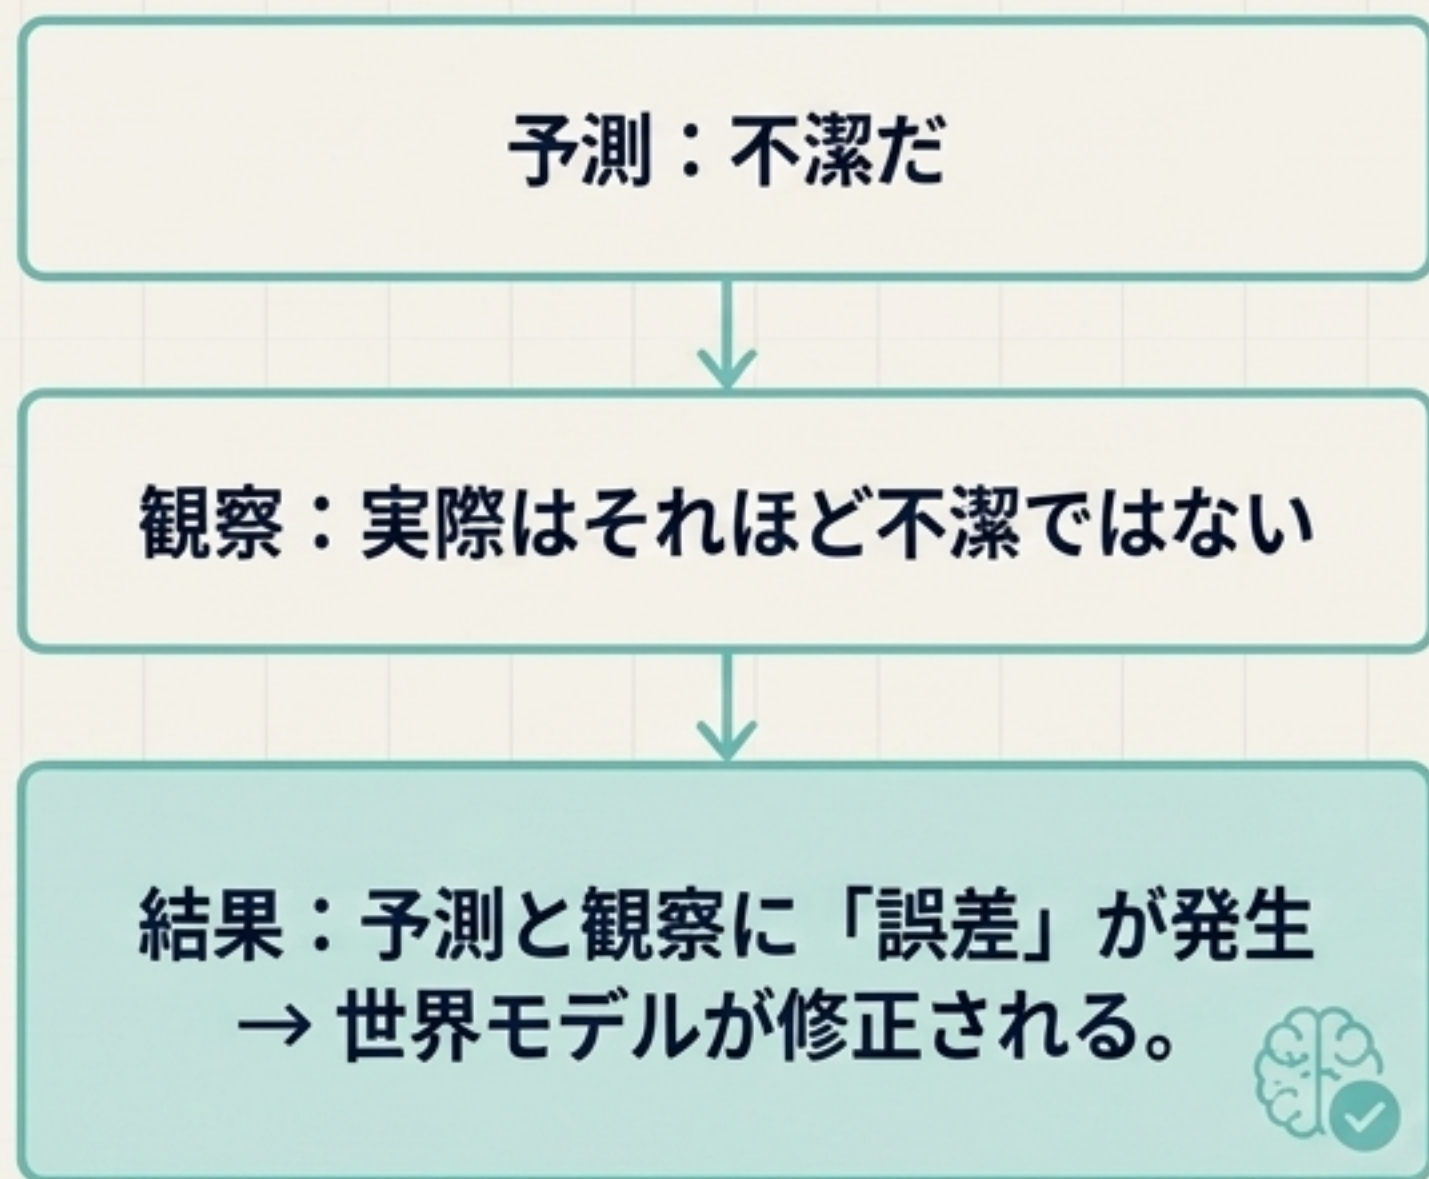 予測：不潔だ
観察：実際はそれほど不潔ではない
結果：予測と観察に「誤差」が発生
→ 世界モデルが修正される。